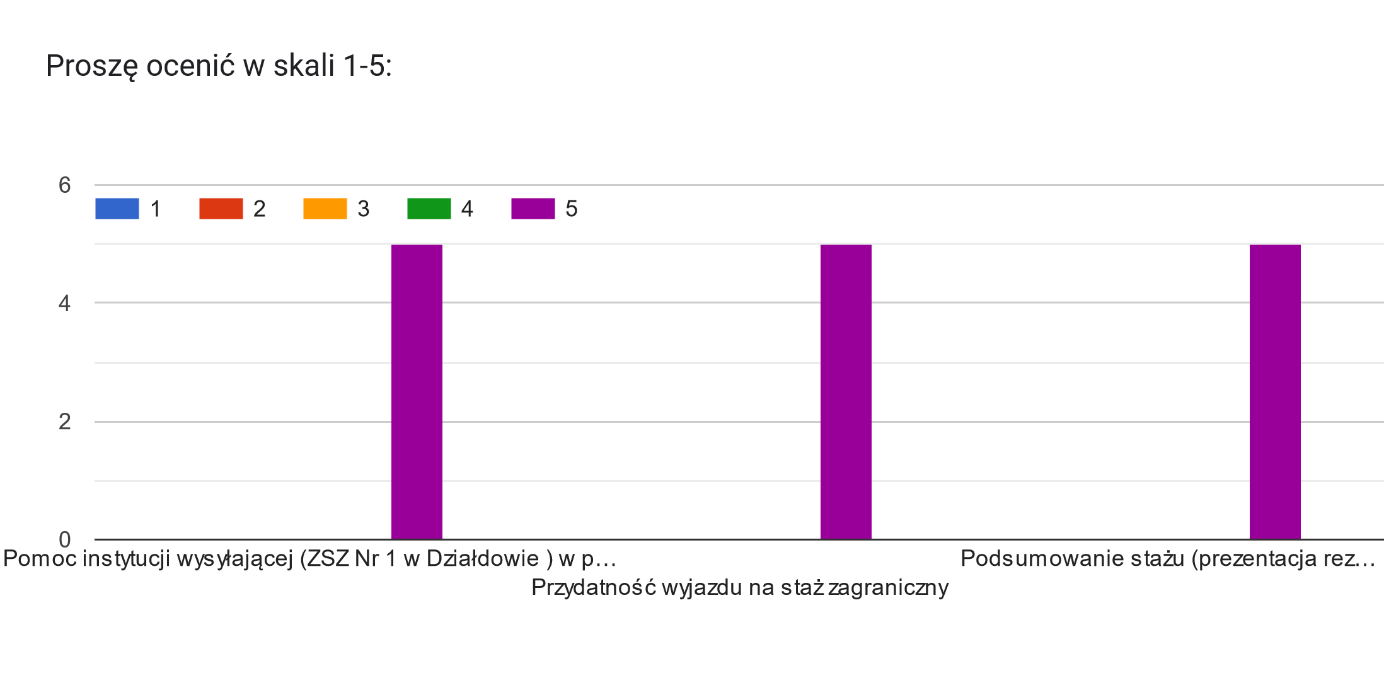 Proszę ocenić w skali 1-5:
6
1 2 3 4 5
4
2
0
Pomoc instytucji wysyłającej (ZSZ Nr 1 w Działdowie ) w p…
Podsumowanie stażu (prezentacja rez…
Przydatność wyjazdu na staż zagraniczny